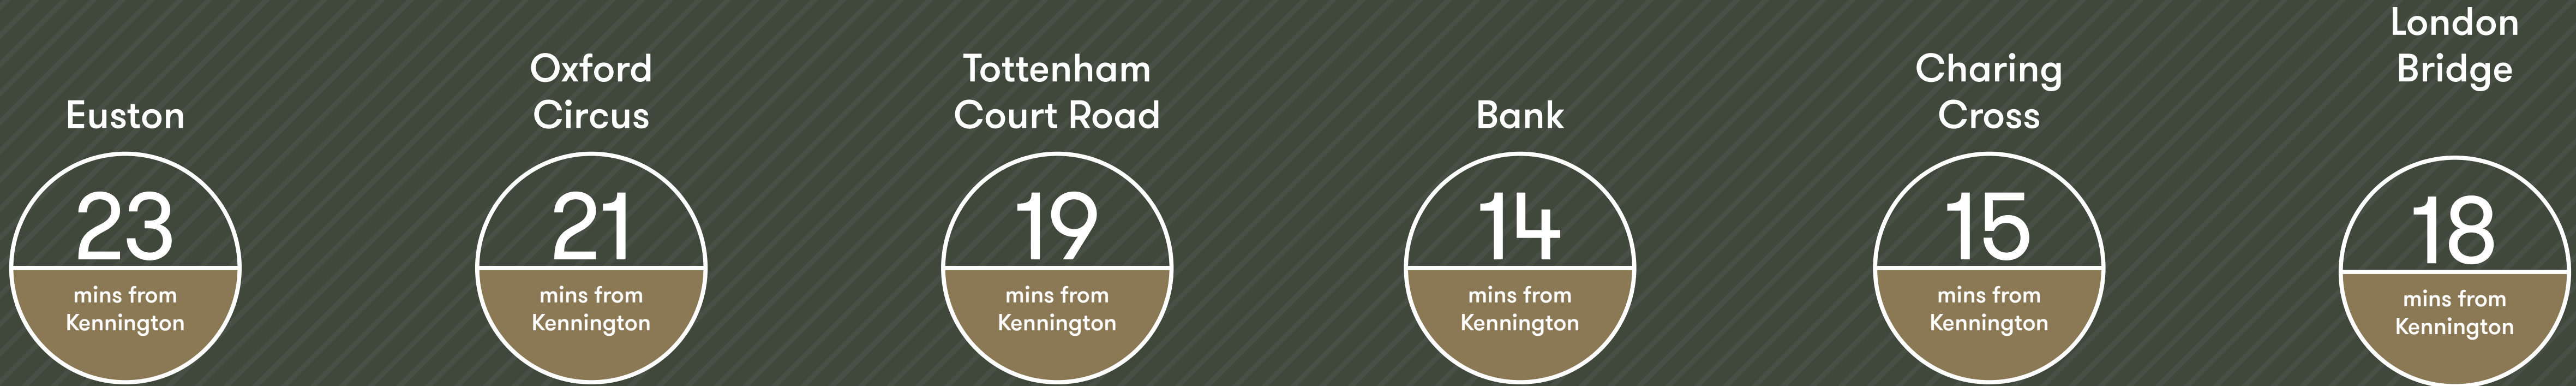 Euston
23
mins from
Kennington
Oxford
Circus
21
mins from
Kennington
Tottenham
Court Road
19
mins from
Kennington
Bank
14
mins from
Kennington
Charing
Cross
15
mins from
Kennington
London
Bridge
18
mins from
Kennington